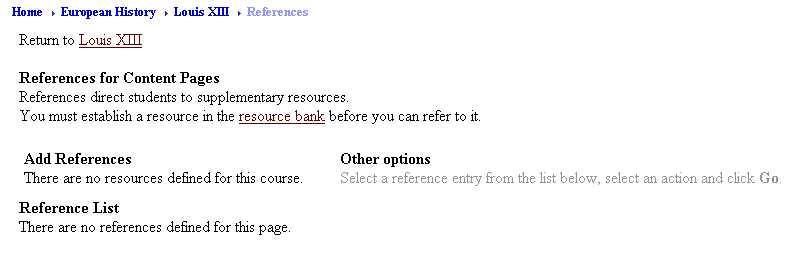 Home › European History › Louis XIII › References
Return to Louis XIII
References for Content Pages
References direct students to supplementary resources.
You must establish a resource in the resource bank before you can refer to it.
Add References
There are no resources defined for this course.
Other options
Select a reference entry from the list below, select an action and click Go.
Reference List
There are no references defined for this page.